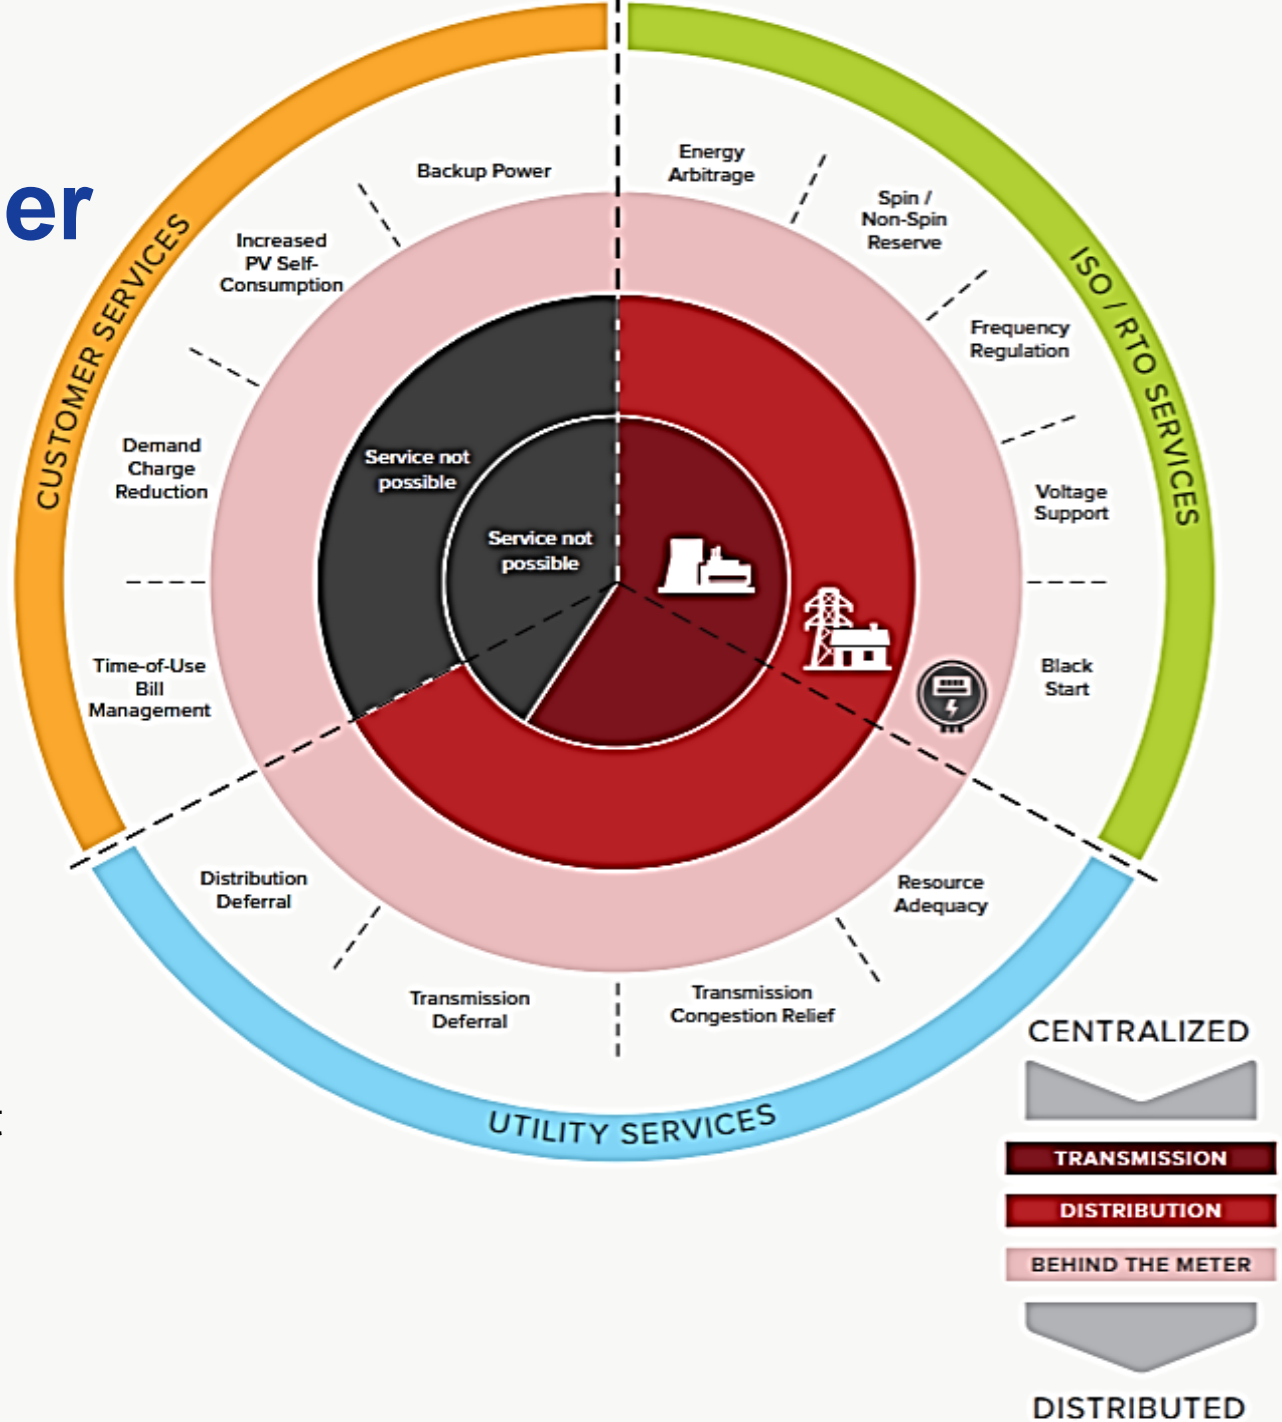 er
CUSTOMER SERVICES
ISO / RTO SERVICES
UTILITY SERVICES
Backup Power
Increased
PV Self-
Consumption
Demand
Charge
Reduction
Time-of-Use
Bill
Management
Energy
Arbitrage
Spin /
Non-Spin
Reserve
Frequency
Regulation
Voltage
Support
Black
Start
Resource
Adequacy
Transmission
Congestion Relief
Transmission
Deferral
Distribution
Deferral
Service not
possible
Service not
possible
CENTRALIZED
TRANSMISSION
DISTRIBUTION
BEHIND THE METER
DISTRIBUTED